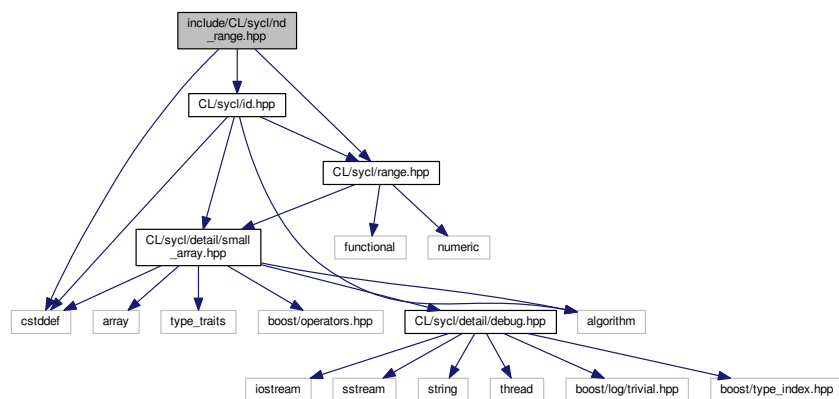 include/CL/sycl/nd
_range.hpp
CL/sycl/id.hpp
CL/sycl/range.hpp
CL/sycl/detail/small
_array.hpp
functional
numeric
cstddef
array
type_traits
boost/operators.hpp
CL/sycl/detail/debug.hpp
algorithm
iostream
sstream
string
thread
boost/log/trivial.hpp
boost/type_index.hpp